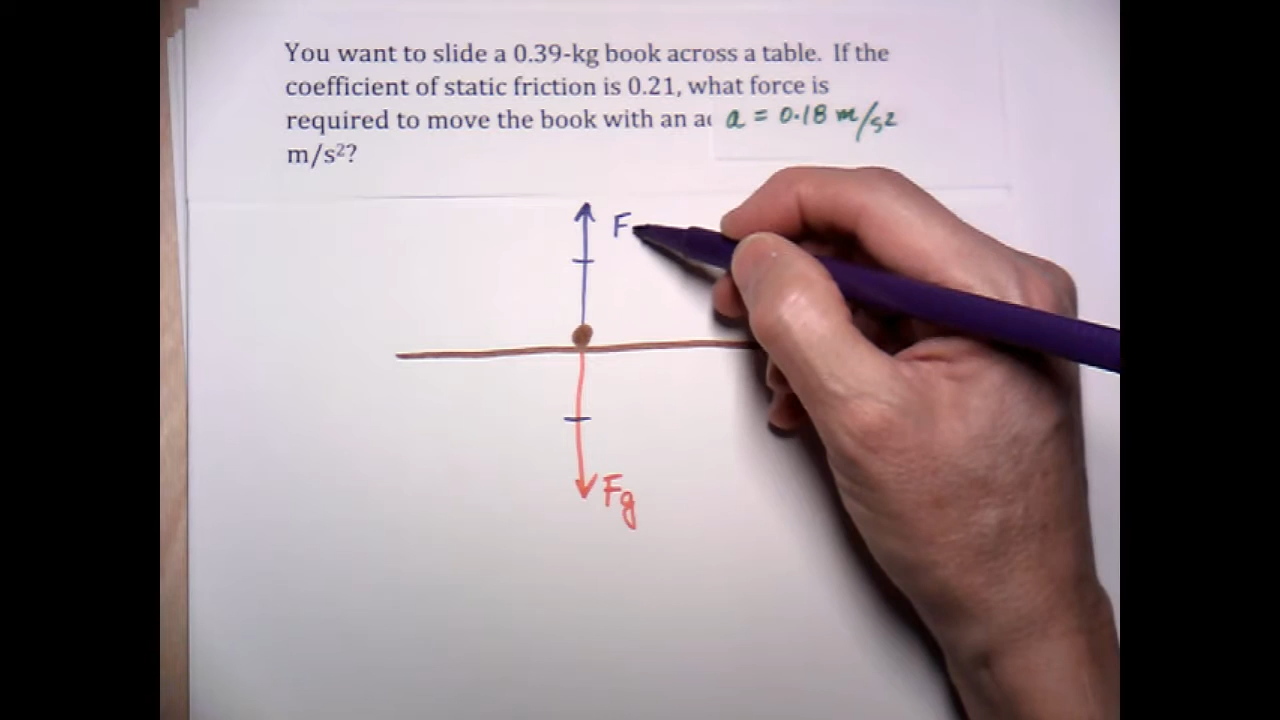 You want to slide a 0.39-kg book across a table. If the
coefficient of static friction is 0.21, what force is
required to move the book with an a = 0.18 m/s2
m/s²?
F
Fg